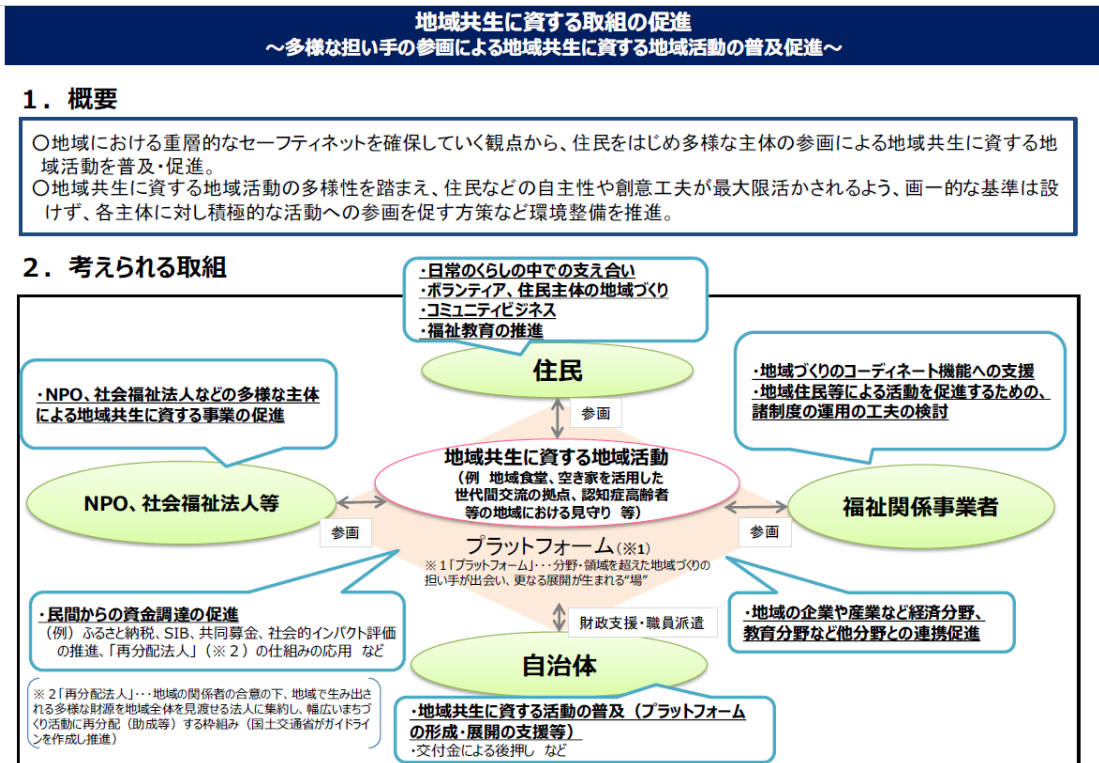 地域共生に資する取組の促進
～多様な担い手の参画による地域共生に資する地域活動の普及促進～
１．概要
○地域における重層的なセーフティネットを確保していく観点から、住民をはじめ多様な主体の参画による地域共生に資する地
域活動を普及・促進。
○地域共生に資する地域活動の多様性を踏まえ、住民などの自主性や創意工夫が最大限活かされるよう、画一的な基準は設
けず、各主体に対し積極的な活動への参画を促す方策など環境整備を推進。
２．考えられる取組
・日常のくらしの中での支え合い
・ボランティア、住民主体の地域づくり
・コミュニティビジネス
・福祉教育の推進
住民
参画
・NPO、社会福祉法人などの多様な主体
による地域共生に資する事業の促進
・地域づくりのコーディネート機能への支援
・地域住民等による活動を促進するための、
諸制度の運用の工夫の検討
地域共生に資する地域活動
（例　地域食堂、空き家を活用した
世代間交流の拠点、認知症高齢者
等の地域における見守り　等）
NPO、社会福祉法人等
参画
福祉関係事業者
参画
プラットフォーム（※1）
※１「プラットフォーム」･･･分野・領域を超えた地域づくりの
担い手が出会い、更なる展開が生まれる“場”
・民間からの資金調達の促進
（例）ふるさと納税、SIB、共同募金、社会的インパクト評価
の推進、「再分配法人」（※２）の仕組みの応用　など
・地域の企業や産業など経済分野、
教育分野など他分野との連携促進
財政支援・職員派遣
自治体
※２「再分配法人」･･･地域の関係者の合意の下、地域で生み出さ
れる多様な財源を地域全体を見渡せる法人に集約し、幅広いまちづ
くり活動に再分配（助成等）する枠組み（国土交通省がガイドライ
ンを作成し推進）
・地域共生に資する活動の普及（プラットフォーム
の形成・展開の支援等）
・交付金による後押し　など